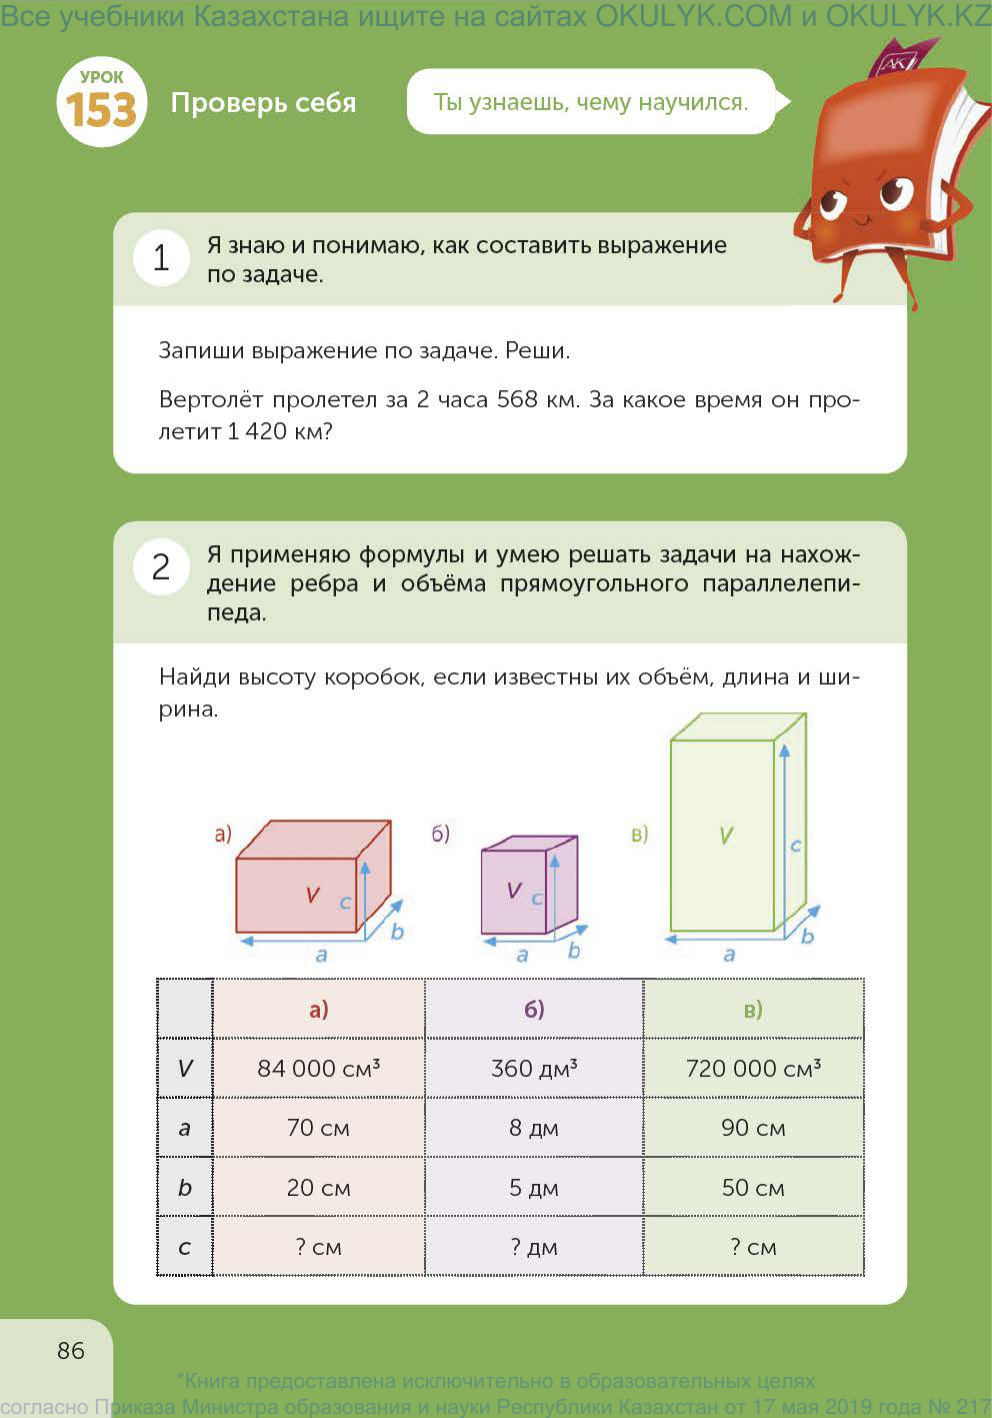 Все учебники Казахстана ищите на сайтах OKULYK.COM и OKULYK.KZ
УРОК
153
Проверь себя
Ты узнаешь, чему научился.
АК
1
Я знаю и понимаю, как составить выражение
по задаче.
Запиши выражение по задаче. Реши.
Вертолёт пролетел за 2 часа 568 км. За какое время он про-
летит 1 420 км?
2
Я применяю формулы и умею решать задачи на нахож-
дение ребра и объёма прямоугольного параллелепи-
педа.
Найди высоту коробок, если известны их объём, длина и ши-
рина.
а) V c b a
б) V c b a
в) V c b a
а) б) в)
V 84 000 см³ 360 дм³ 720 000 см³
a 70 см 8 дм 90 см
b 20 см 5 дм 50 см
c ? см ? дм ? см
86
*Книга предоставлена исключительно в образовательных целях
согласно Приказа Министра образования и науки Республики Казахстан от 17 мая 2019 года № 217